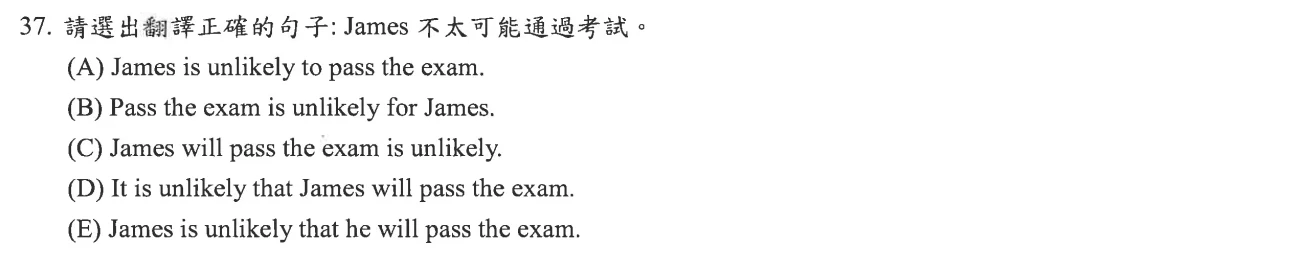 37. 請選出翻譯正確的句子: James 不太可能通過考試。
(A) James is unlikely to pass the exam.
(B) Pass the exam is unlikely for James.
(C) James will pass the exam is unlikely.
(D) It is unlikely that James will pass the exam.
(E) James is unlikely that he will pass the exam.